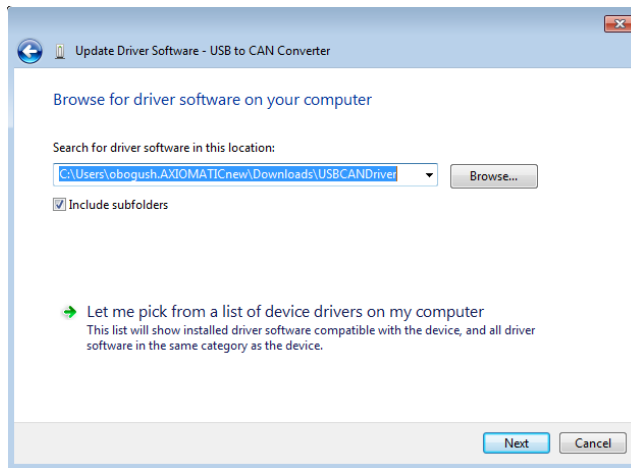 Update Driver Software - USB to CAN Converter
Browse for driver software on your computer
Search for driver software in this location:
C:\Users\obogush.AXIOMATICnew\Downloads\USBCANDriver
Browse...
Include subfolders
Let me pick from a list of device drivers on my computer
This list will show installed driver software compatible with the device, and all driver
software in the same category as the device.
Next
Cancel